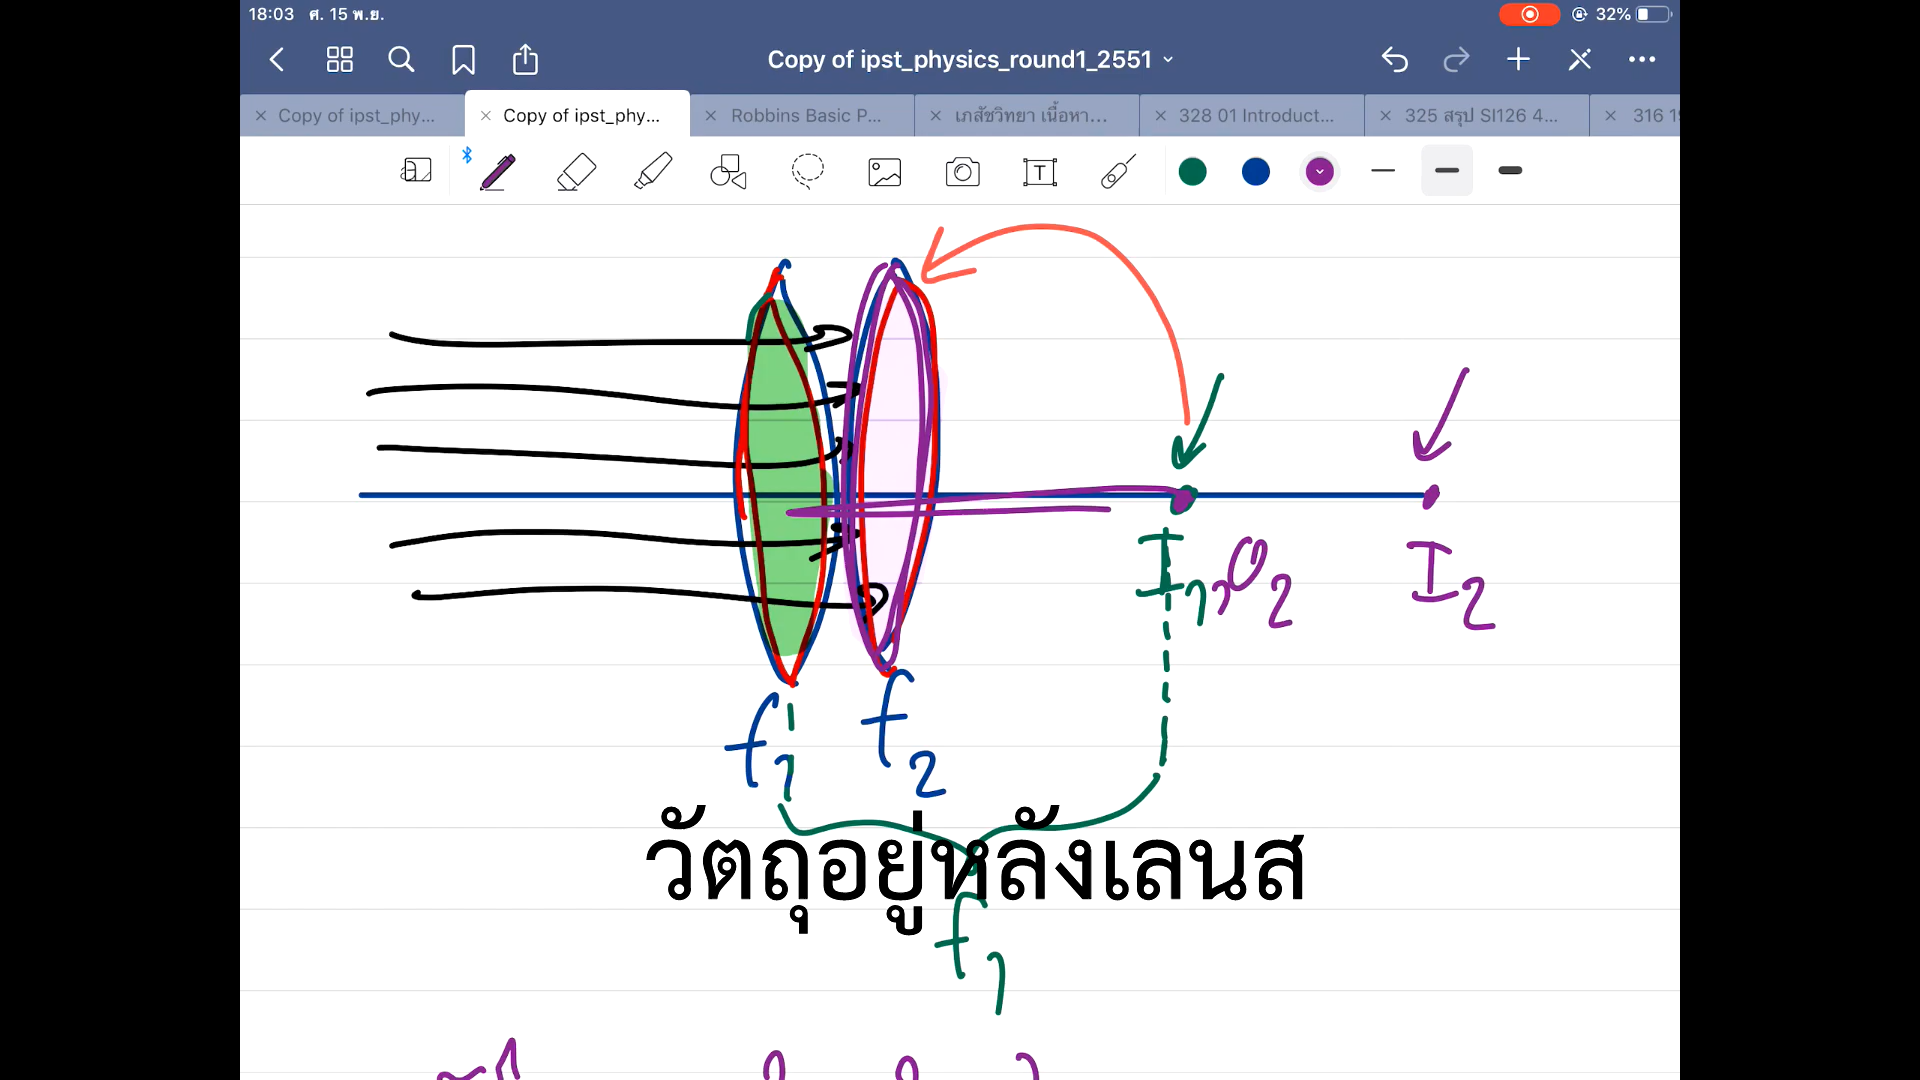 18:03 ศ. 15 พ.ย. 32%
Copy of ipst_physics_round1_2551
Copy of ipst_phy... Copy of ipst_phy... Robbins Basic P... เภสัชวิทยา เนื้อหา... 328 01 Introduct... 325 สรุป SI126 4... 316
T
I1, O2 I2
f1 f2
วัตถุอยู่หลังเลนส
f1